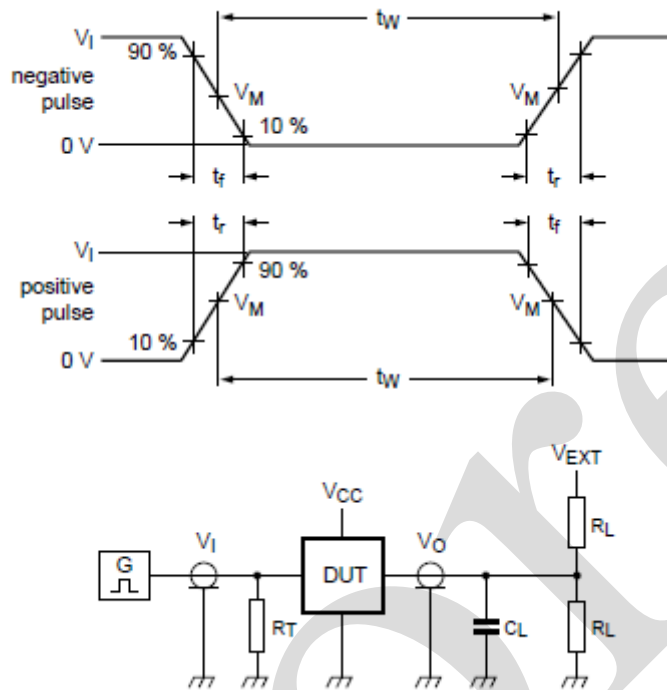 tW
VI
90 %
negative
pulse
VM
VM
10 %
0 V
tf
tr
tr
tf
VI
90 %
positive
pulse
VM
VM
10 %
0 V
tW
VEXT
VCC
RL
VI
VO
G
DUT
RT
CL
RL